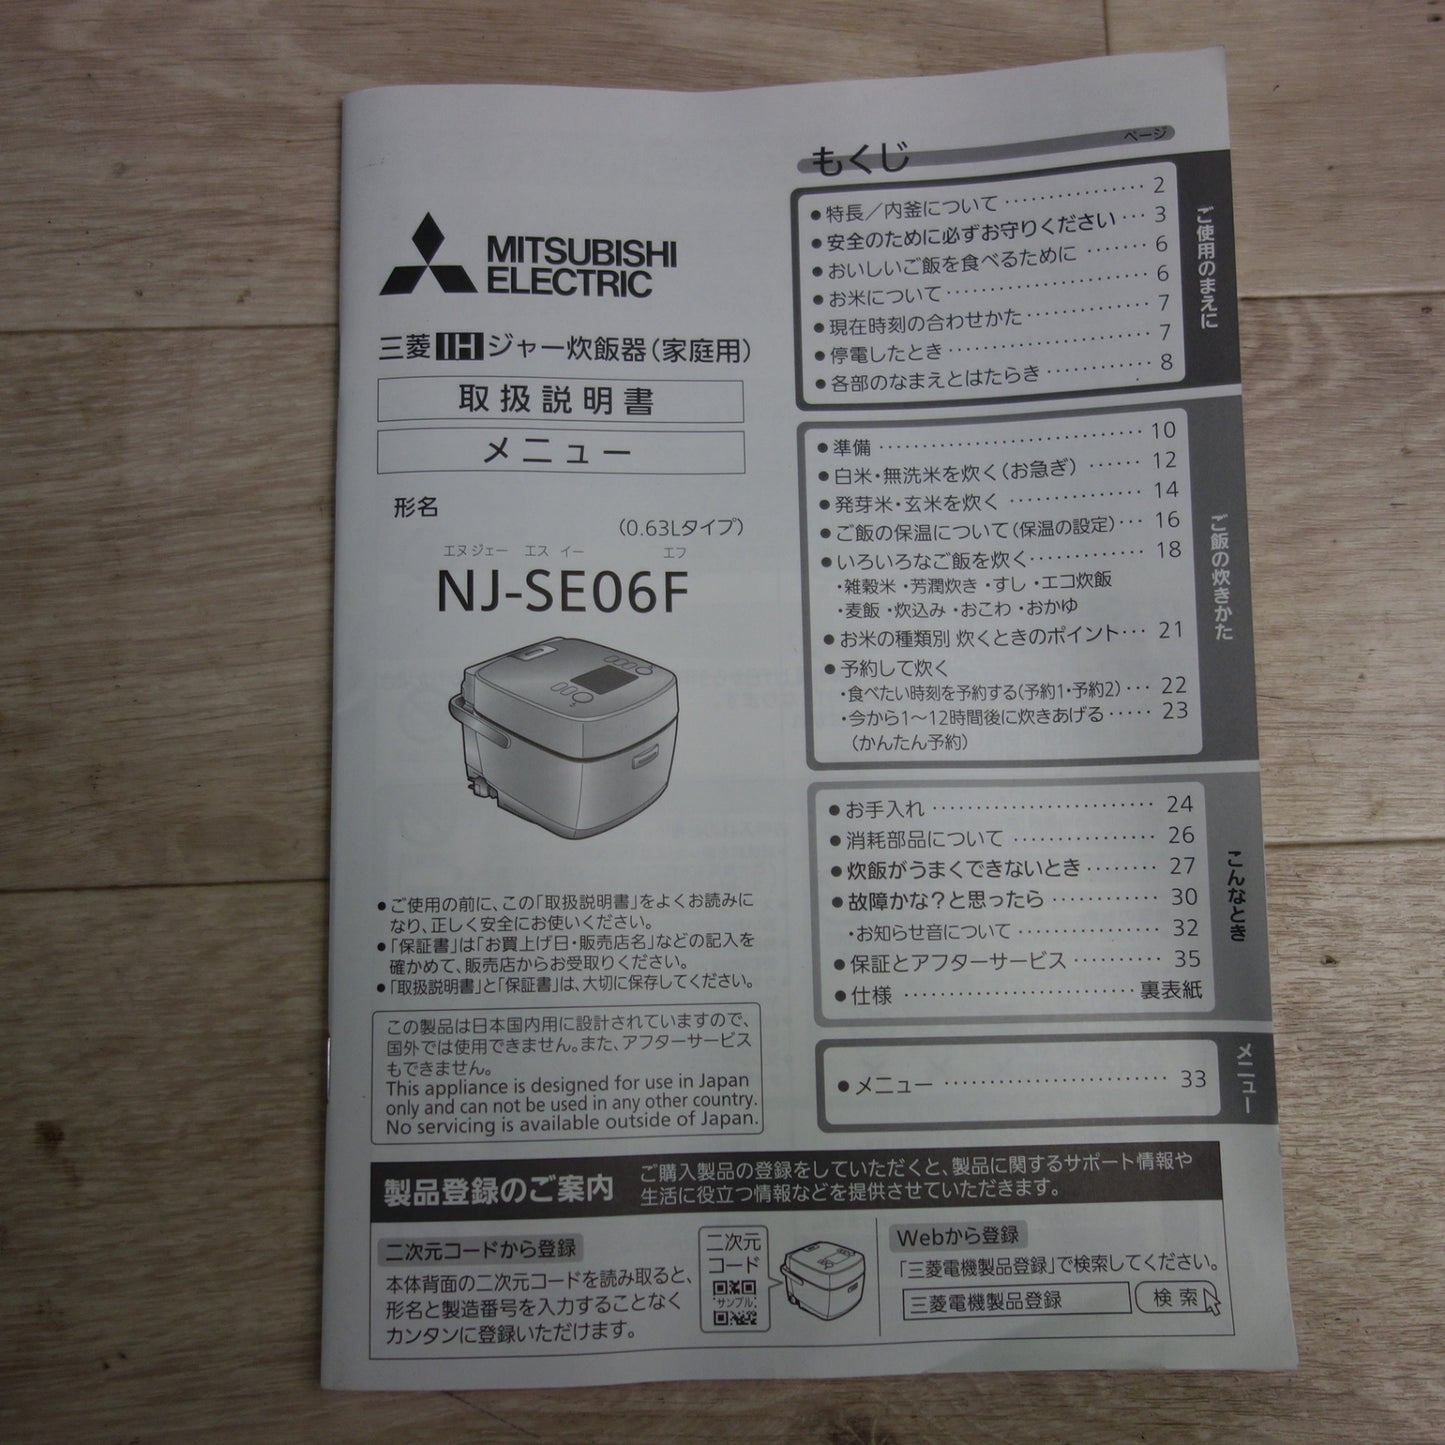 MITSUBISHI
ELECTRIC
三菱IHジャー炊飯器(家庭用)
取扱説明書
メニュー
形名
(0.63Lタイプ)
エヌジェー エス イー エフ
NJ-SE06F
●ご使用の前に、この「取扱説明書」をよくお読みに
なり、正しく安全にお使いください。
●「保証書」は「お買上げ日・販売店名」などの記入を
確かめて、販売店からお受取りください。
●「取扱説明書」と「保証書」は、大切に保存してください。
この製品は日本国内用に設計されていますので、
国外では使用できません。また、アフターサービス
もできません。
This appliance is designed for use in Japan
only and can not be used in any other country.
No servicing is available outside of Japan.
もくじ
ページ
●特長／内釜について ················ 2
●安全のために必ずお守りください ··· 3
●おいしいご飯を食べるために ······ 6
●お米について ···················· 6
●現在時刻の合わせかた ············ 7
●停電したとき ···················· 7
●各部のなまえとはたらき ·········· 8
ご使用のまえに
●準備 ···························· 10
●白米・無洗米を炊く(お急ぎ) ······ 12
●発芽米・玄米を炊く ·············· 14
●ご飯の保温について(保温の設定) ··· 16
●いろいろなご飯を炊く ············ 18
・雑穀米 ・芳潤炊き ・すし ・エコ炊飯
・麦飯 ・炊込み ・おこわ ・おかゆ
●お米の種類別 炊くときのポイント ··· 21
●予約して炊く
・食べたい時刻を予約する(予約1・予約2) ··· 22
・今から1〜12時間後に炊きあげる ····· 23
(かんたん予約)
ご飯の炊きかた
●お手入れ ························ 24
●消耗部品について ················ 26
●炊飯がうまくできないとき ········ 27
●故障かな？と思ったら ············ 30
・お知らせ音について ·············· 32
●保証とアフターサービス ·········· 35
●仕様 ························ 裏表紙
こんなとき
●メニュー ························ 33
メニュー
製品登録のご案内
ご購入製品の登録をしていただくと、製品に関するサポート情報や
生活に役立つ情報などを提供させていただきます。
二次元コードから登録
本体背面の二次元コードを読み取ると、
形名と製造番号を入力することなく
カンタンに登録いただけます。
二次元
コード
サンプル
Webから登録
「三菱電機製品登録」で検索してください。
三菱電機製品登録
検索